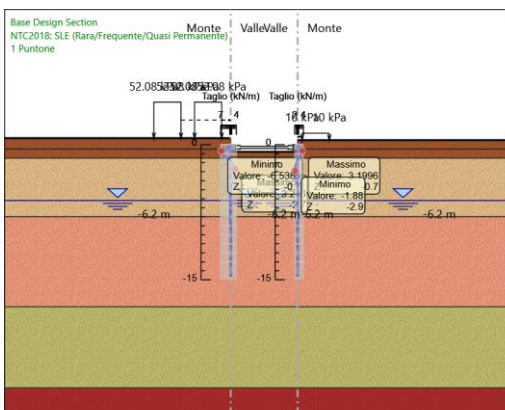 Base Design Section
NTC2018: SLE (Rara/Frequente/Quasi Permanente)
1 Puntone
Monte
Valle
Valle
Monte
Taglio (kN/m)
Taglio (kN/m)
7 4
10 kPa
0
0
Minimo
Massimo
Valore: 3.1996
Z -0.7
Minimo
Valore: -1.88
Z -2.9
-6.2 m
-6.2 m
-6.2 m
-6.2 m
-15
-15